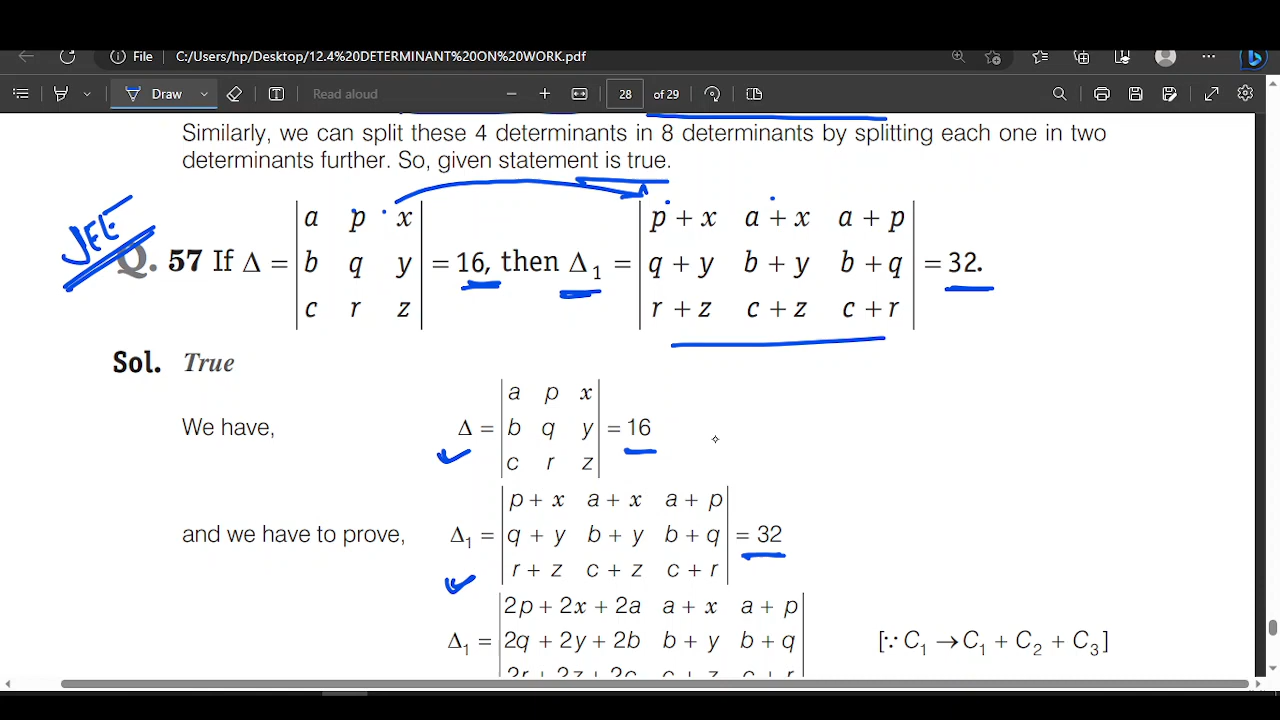 File C:/Users/hp/Desktop/12.4%20DETERMINANT%20ON%20WORK.pdf
Draw Read aloud 28 of 29
Similarly, we can split these 4 determinants in 8 determinants by splitting each one in two
determinants further. So, given statement is true.
JEE
a p x p + x a + x a + p
Q. 57 If Δ = b q y = 16, then Δ₁ = q + y b + y b + q = 32.
c r z r + z c + z c + r
Sol. True
a p x
We have, Δ = b q y = 16
c r z
p + x a + x a + p
and we have to prove, Δ₁ = q + y b + y b + q = 32
r + z c + z c + r
2p + 2x + 2a a + x a + p
Δ₁ = 2q + 2y + 2b b + y b + q [∵ C₁ → C₁ + C₂ + C₃]